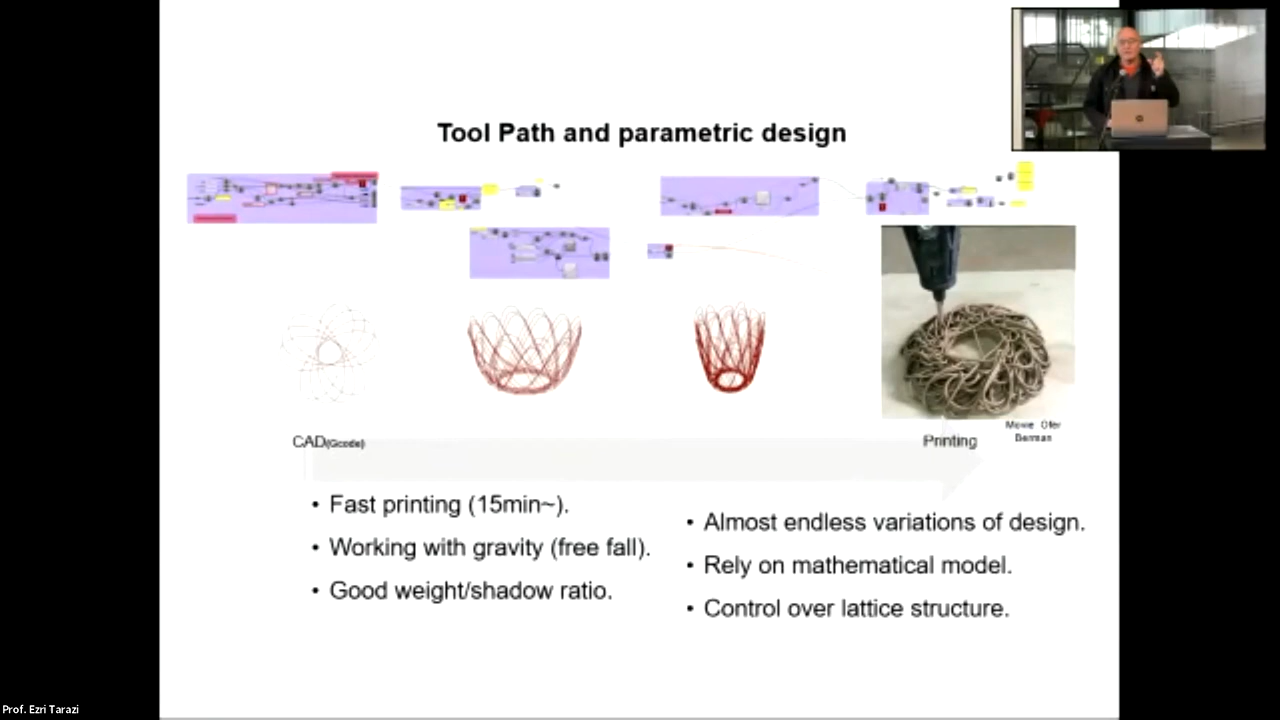 Tool Path and parametric design
CAD(Gcode)
Printing
Movie Ofer
Berman
• Fast printing (15min~).
• Working with gravity (free fall).
• Good weight/shadow ratio.
• Almost endless variations of design.
• Rely on mathematical model.
• Control over lattice structure.
Prof. Ezri Tarazi